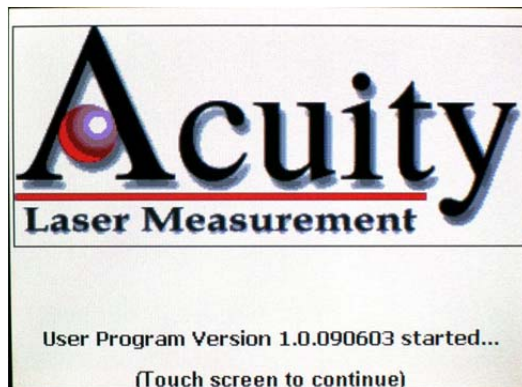 Acuity
Laser Measurement
User Program Version 1.0.090603 started...
(Touch screen to continue)